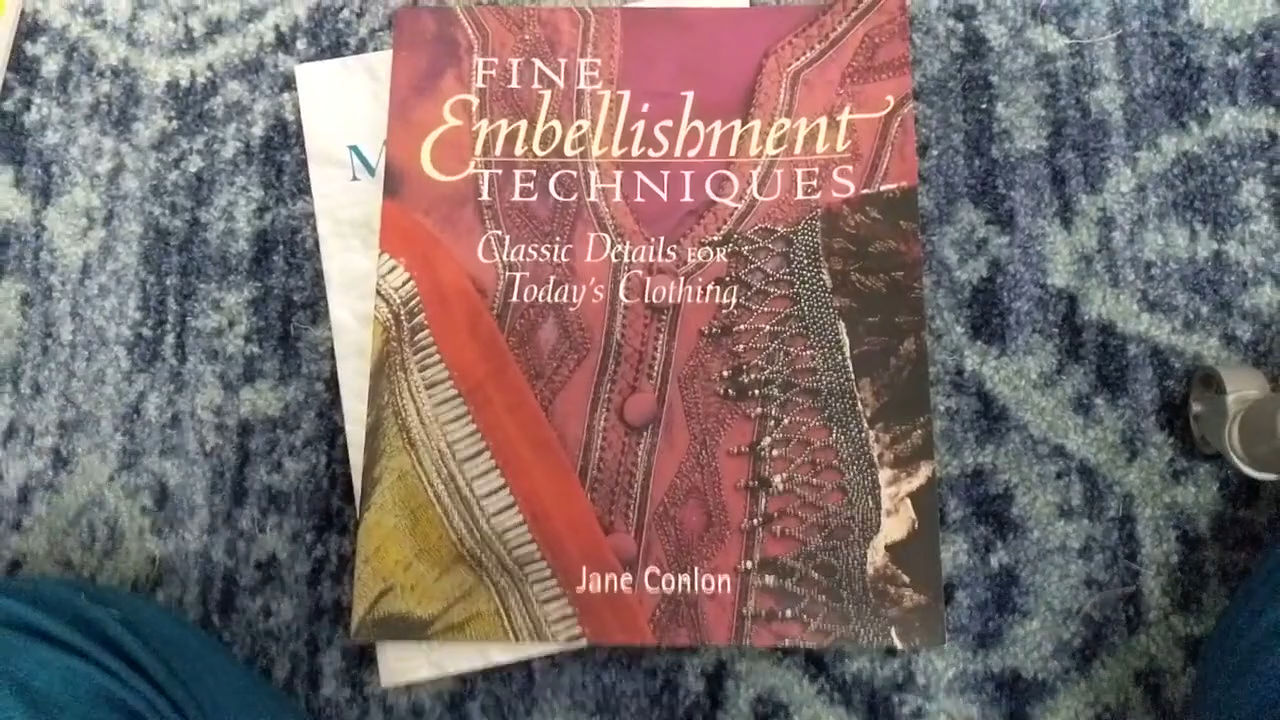 FINE
Embellishment
TECHNIQUES
Classic Details FOR
Today's Clothing
Jane Conlon
M